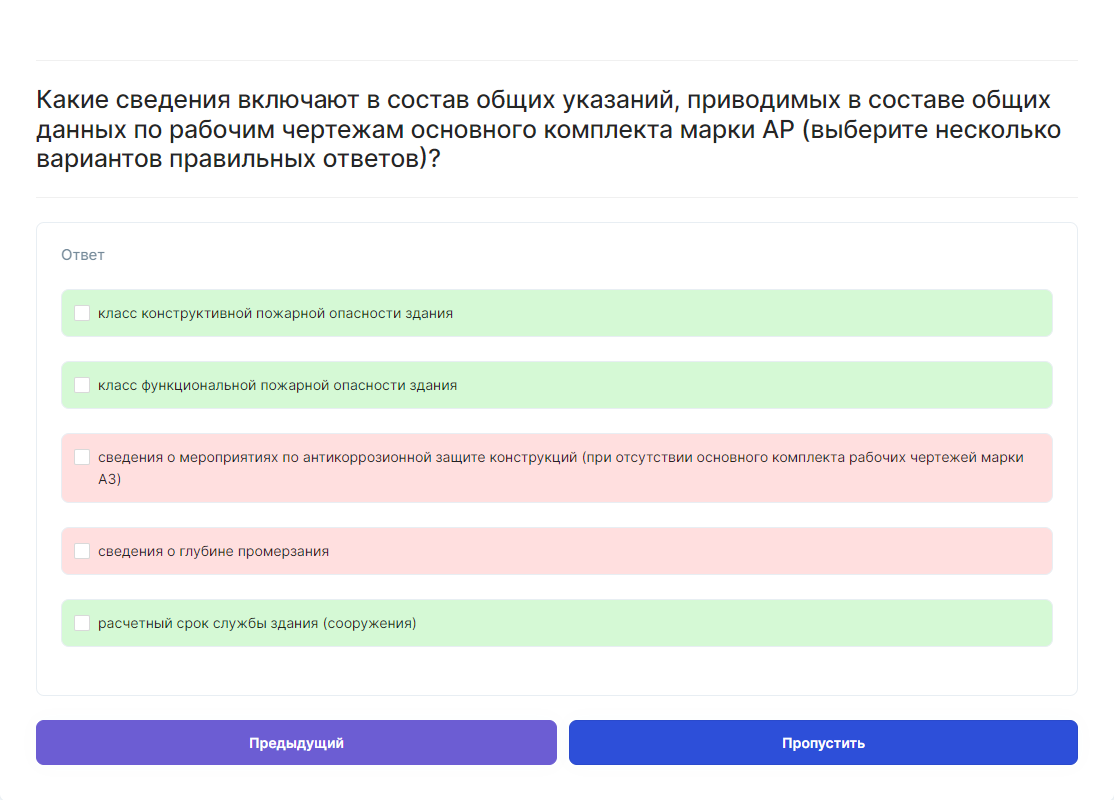 Какие сведения включают в состав общих указаний, приводимых в составе общих
данных по рабочим чертежам основного комплекта марки АР (выберите несколько
вариантов правильных ответов)?
Ответ
класс конструктивной пожарной опасности здания
класс функциональной пожарной опасности здания
сведения о мероприятиях по антикоррозионной защите конструкций (при отсутствии основного комплекта рабочих чертежей марки
АЗ)
сведения о глубине промерзания
расчетный срок службы здания (сооружения)
Предыдущий
Пропустить